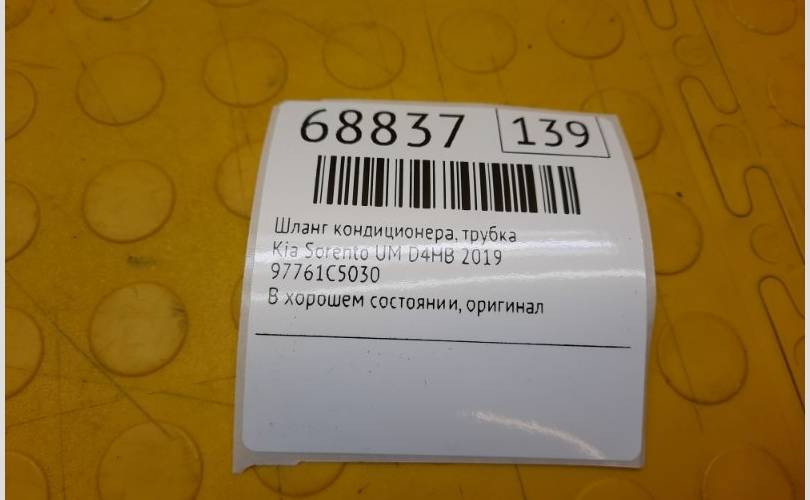 68837 139
Шланг кондиционера, трубка
Kia Sorento UM D4HB 2019
97761C5030
В хорошем состоянии, оригинал